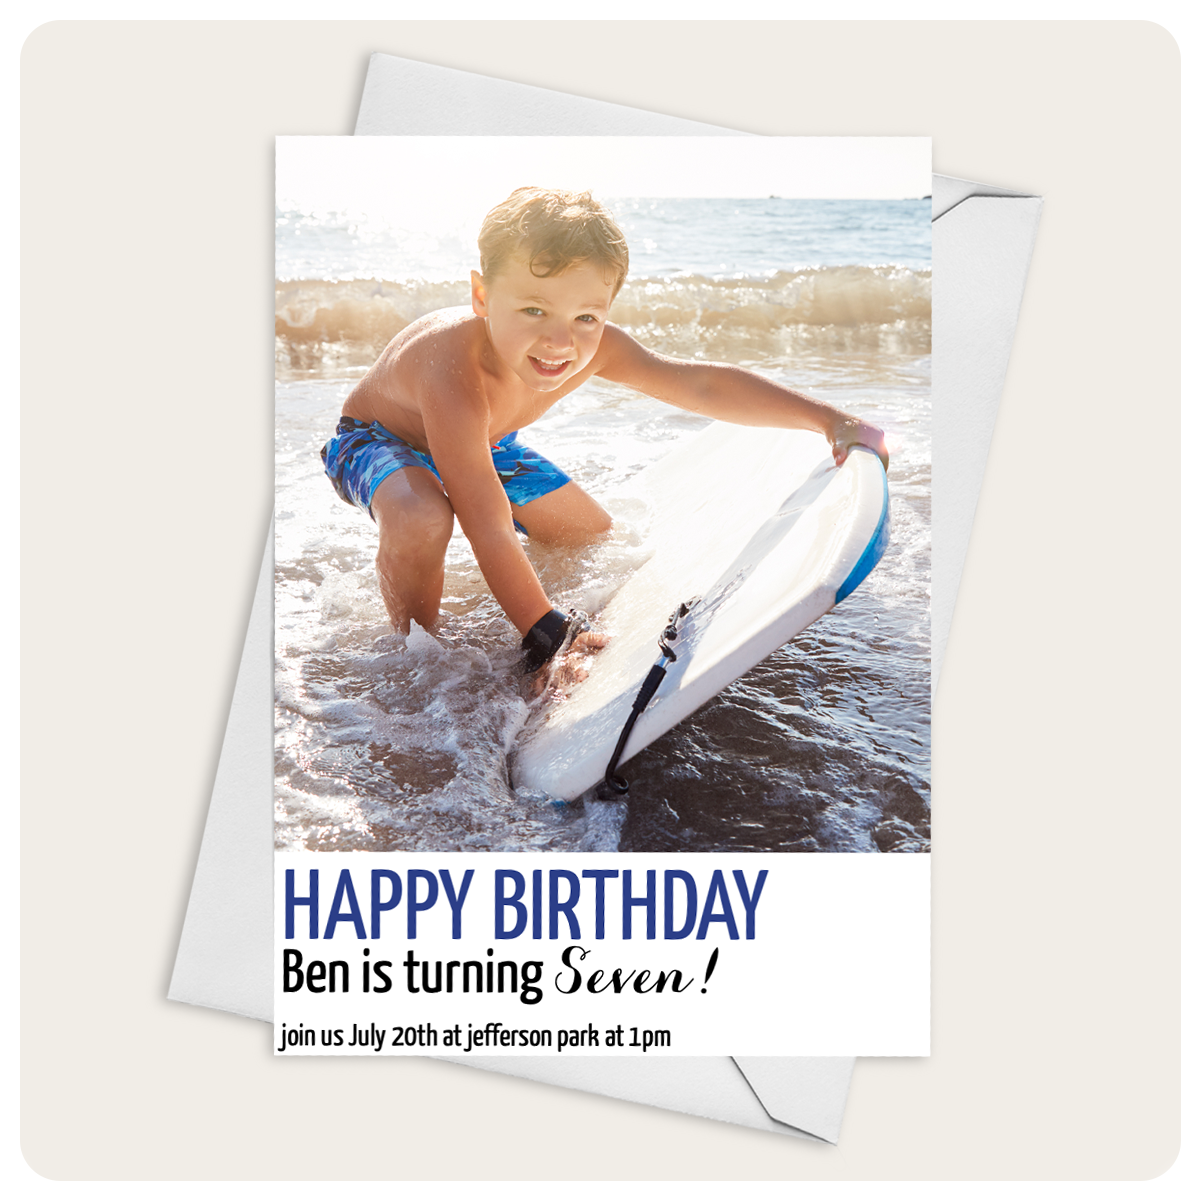 HAPPY BIRTHDAY
Ben is turning Seven!
join us July 20th at jefferson park at 1pm